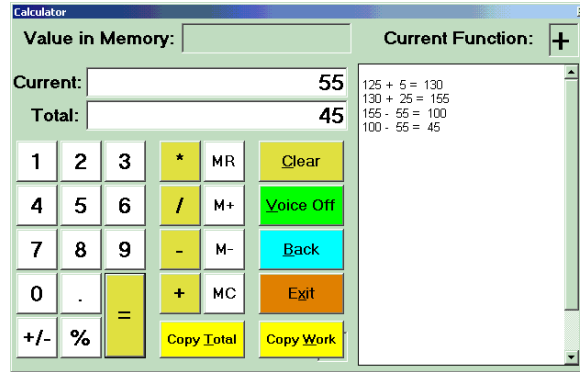 Calculator
Value in Memory:
Current Function: +
Current: 55
Total: 45
125 + 5 = 130
130 + 25 = 155
155 - 55 = 100
100 - 55 = 45
1 2 3 * MR Clear
4 5 6 / M+ Voice Off
7 8 9 - M- Back
0 . = + MC Exit
+/- % Copy Total Copy Work